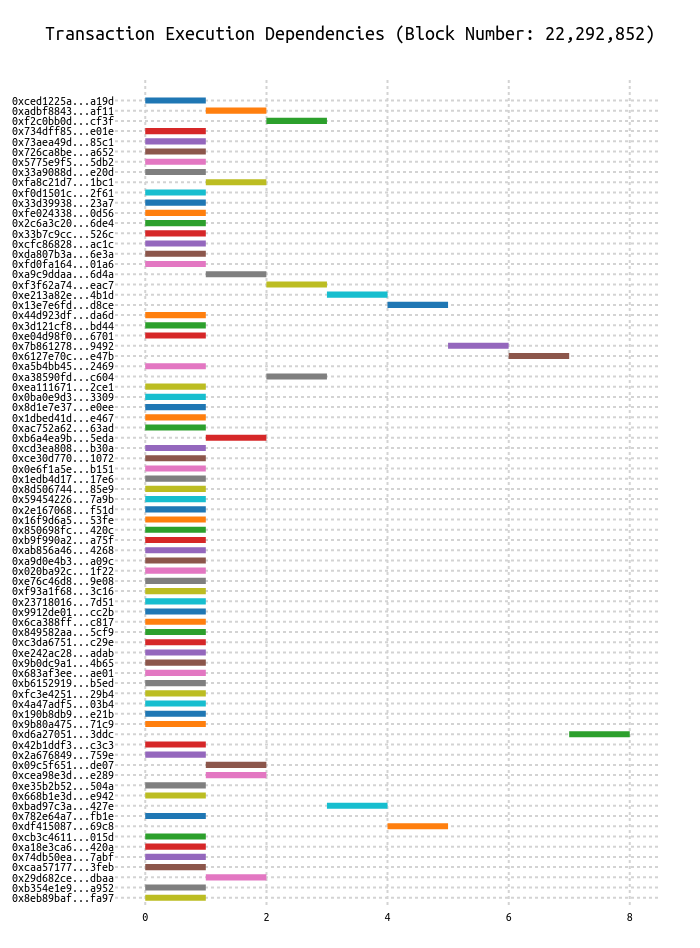 Transaction Execution Dependencies (Block Number: 22,292,852)
0xced1225a...a19d
0xadbf8843...af11
0xf2c0bb0d...cf3f
0x734dff85...e01e
0x73aea49d...85c1
0x726ca8be...a652
0x5775e9f5...5db2
0x33a9088d...e20d
0xfa8c21d7...1bc1
0xf0d1501c...2f61
0x33d39938...23a7
0xfe024338...0d56
0x2c6a3c20...6de4
0x33b7c9cc...526c
0xcfc86828...ac1c
0xda807b3a...6e3a
0xfd0fa164...01a6
0xa9c9ddaa...6d4a
0xf3f62a74...eac7
0xe213a82e...4b1d
0x13e7e6fd...d8ce
0x44d923df...da6d
0x3d121cf8...bd44
0xe04d98f0...6701
0x7b861278...9492
0x6127e70c...e47b
0xa5b4bb45...2469
0xa38590fd...c604
0xea111671...2ce1
0x0ba0e9d3...3309
0x8d1e7e37...e0ee
0x1dbed41d...e467
0xac752a62...63ad
0xb6a4ea9b...5eda
0xcd3ea808...b30a
0xce30d770...1072
0x0e6f1a5e...b151
0x1edb4d17...17e6
0x8d506744...85e9
0x59454226...7a9b
0x2e167068...f51d
0x16f9d6a5...53fe
0x850698fc...420c
0xb9f990a2...a75f
0xab856a46...4268
0xa9d0e4b3...a09c
0x020ba92c...1f22
0xe76c46d8...9e08
0xf93a1f68...3c16
0x23718016...7d51
0x9912de01...cc2b
0x6ca388ff...c817
0x849582aa...5cf9
0xc3da6751...c29e
0xe242ac28...adab
0x9b0dc9a1...4b65
0x683af3ee...ae01
0xb6152919...b5ed
0xfc3e4251...29b4
0x4a47adf5...03b4
0x190b8db9...e21b
0x9b80a475...71c9
0xd6a27051...3ddc
0x42b1ddf3...c3c3
0x2a676849...759e
0x09c5f651...de07
0xcea98e3d...e289
0xe35b2b52...504a
0x668b1e3d...e942
0xbad97c3a...427e
0x782e64a7...fb1e
0xdf415087...69c8
0xcb3c4611...015d
0xa18e3ca6...420a
0x74db50ea...7abf
0xcaa57177...3feb
0x29d682ce...dbaa
0xb354e1e9...a952
0x8eb89baf...fa97
0 2 4 6 8